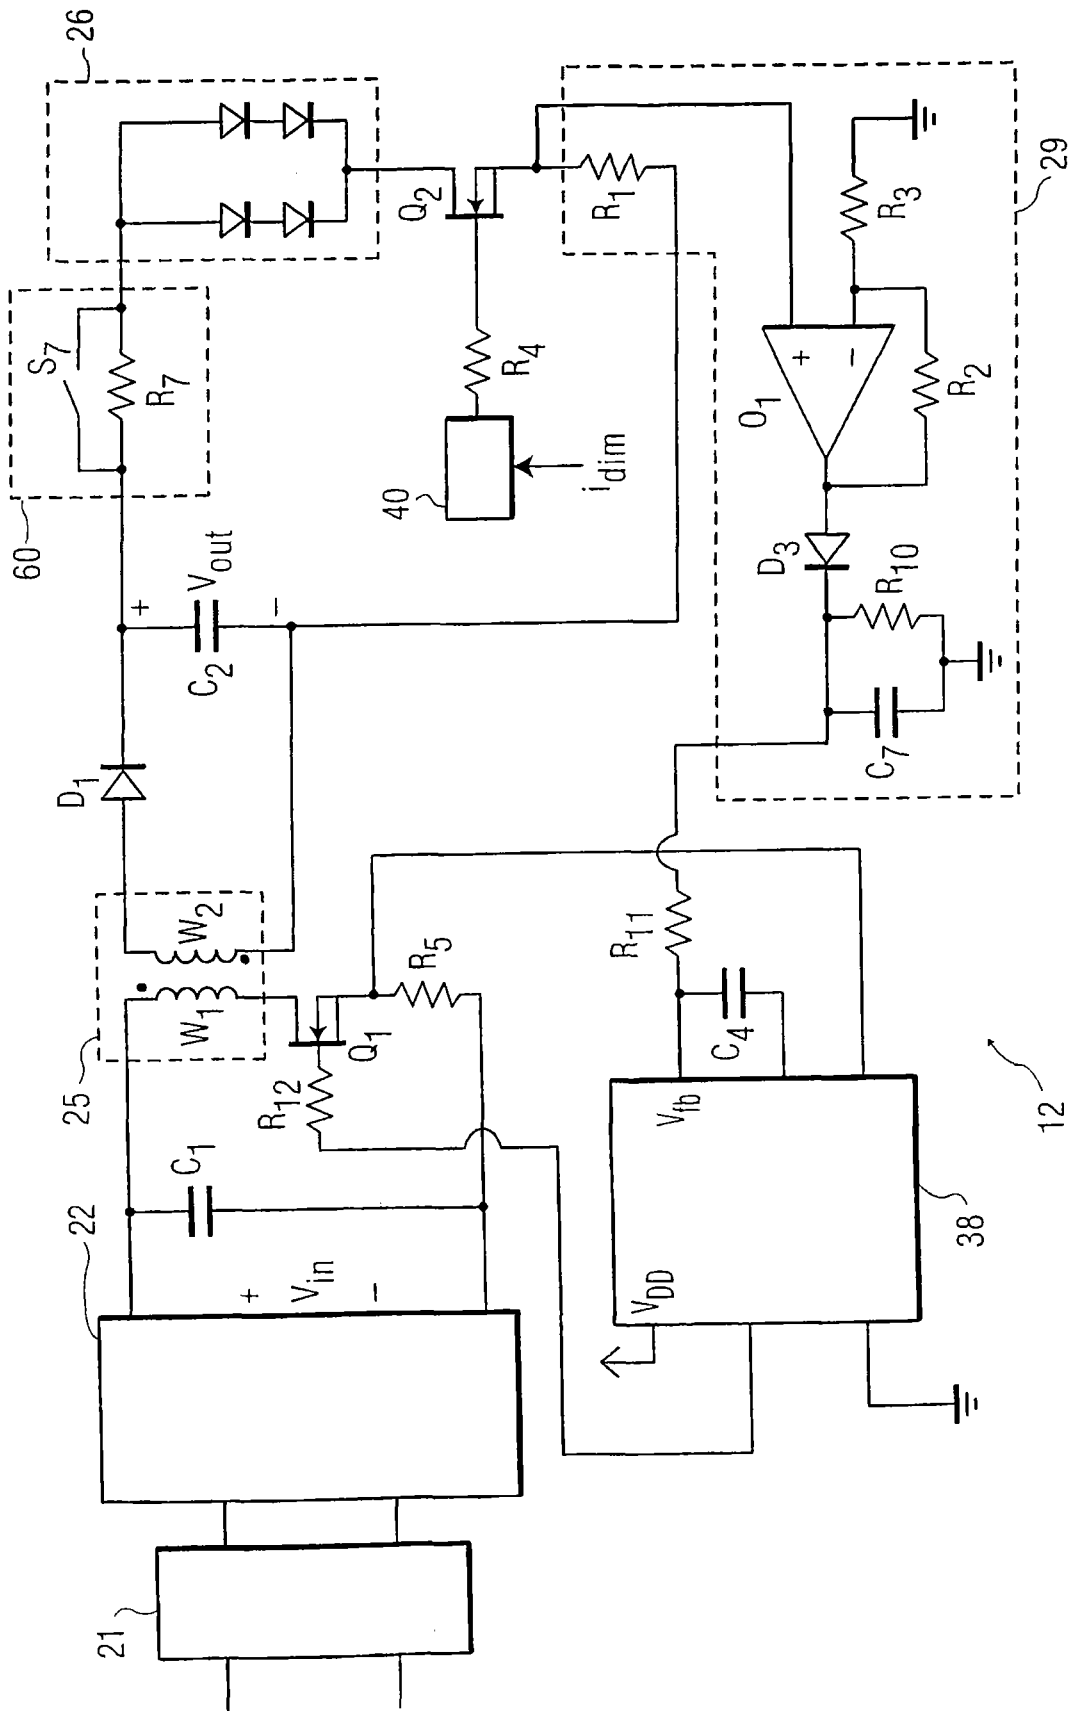 26
60
S7
R7
Q2
R1
29
R3
R4
40
idim
O1
+
−
R2
D3
R10
C7
+
Vout
−
C2
D1
25
W1
W2
Q1
R5
R12
R11
C4
C1
22
+
Vin
−
21
Vfb
VDD
38
12